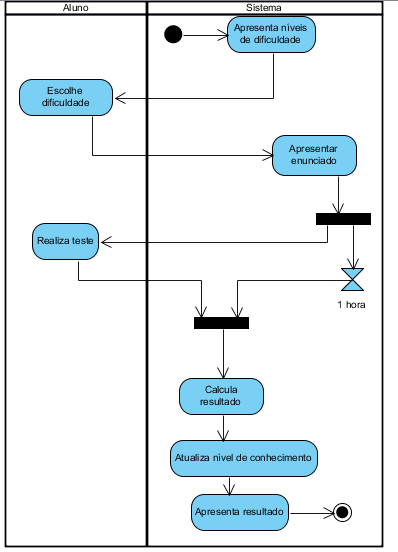 Aluno
Sistema
Apresenta níveis
de dificuldade
Escolhe
dificuldade
Apresentar
enunciado
Realiza teste
1 hora
Calcula
resultado
Atualiza nível de conhecimento
Apresenta resultado